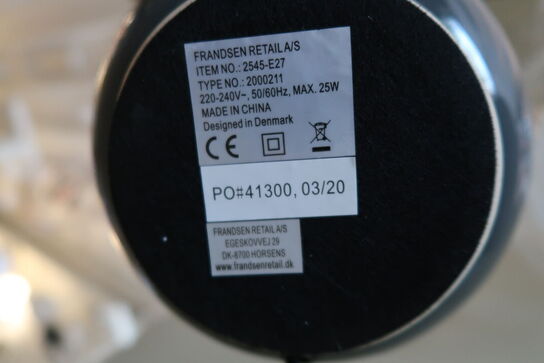 FRANDSEN RETAIL A/S
ITEM NO.: 2545-E27
TYPE NO.: 2000211
220-240V~, 50/60Hz, MAX. 25W
MADE IN CHINA
Designed in Denmark
CE
PO#41300, 03/20
FRANDSEN RETAIL A/S
EGESKOVVEJ 29
DK-8700 HORSENS
www.frandsenretail.dk